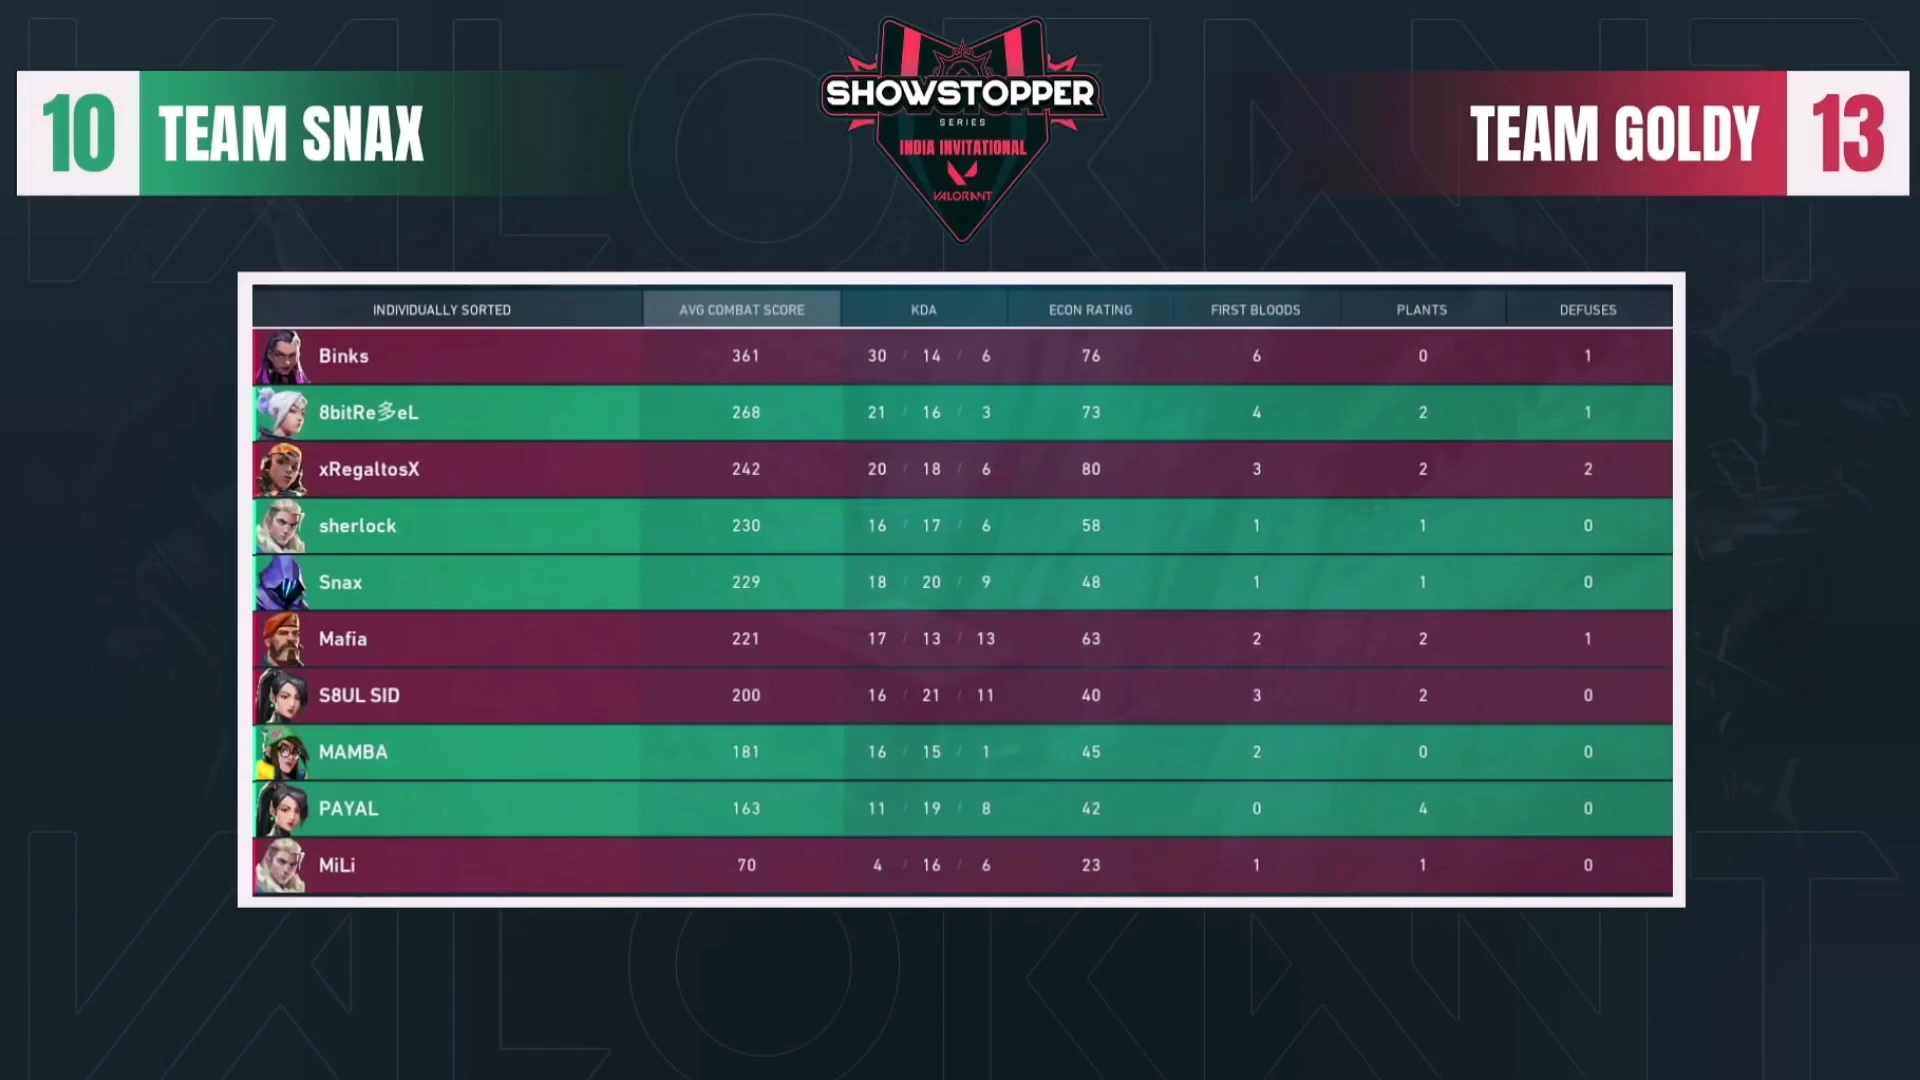 SHOWSTOPPER
SERIES
INDIA INVITATIONAL
VALORANT
10 TEAM SNAX
TEAM GOLDY 13
INDIVIDUALLY SORTED AVG COMBAT SCORE KDA ECON RATING FIRST BLOODS PLANTS DEFUSES
Binks 361 30 / 14 / 6 76 6 0 1
8bitRe多eL 268 21 / 16 / 3 73 4 2 1
xRegaltosX 242 20 / 18 / 6 80 3 2 2
sherlock 230 16 / 17 / 6 58 1 1 0
Snax 229 18 / 20 / 9 48 1 1 0
Mafia 221 17 / 13 / 13 63 2 2 1
S8UL SID 200 16 / 21 / 11 40 3 2 0
MAMBA 181 16 / 15 / 1 45 2 0 0
PAYAL 163 11 / 19 / 8 42 0 4 0
MiLi 70 4 / 16 / 6 23 1 1 0
VALORANT
VALORANT